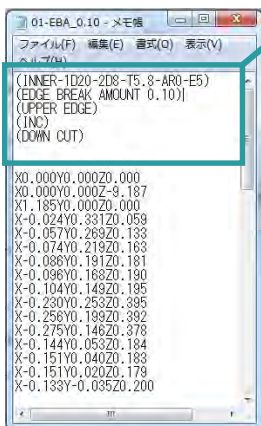 01-EBA_0.10 - メモ帳
ファイル(F) 編集(E) 書式(O) 表示(V)
ヘルプ(H)
(INNER-1D20-2D8-T5.8-AR0-E5)
(EDGE BREAK AMOUNT 0.10)
(UPPER EDGE)
(INC)
(DOWN CUT)
X0.000Y0.000Z0.000
X0.000Y0.000Z-9.187
X1.185Y0.000Z0.000
X-0.024Y0.331Z0.059
X-0.057Y0.269Z0.133
X-0.074Y0.219Z0.163
X-0.086Y0.191Z0.181
X-0.096Y0.168Z0.190
X-0.104Y0.149Z0.195
X-0.230Y0.253Z0.395
X-0.256Y0.199Z0.392
X-0.275Y0.146Z0.378
X-0.144Y0.053Z0.184
X-0.151Y0.040Z0.183
X-0.151Y0.020Z0.179
X-0.133Y-0.035Z0.200